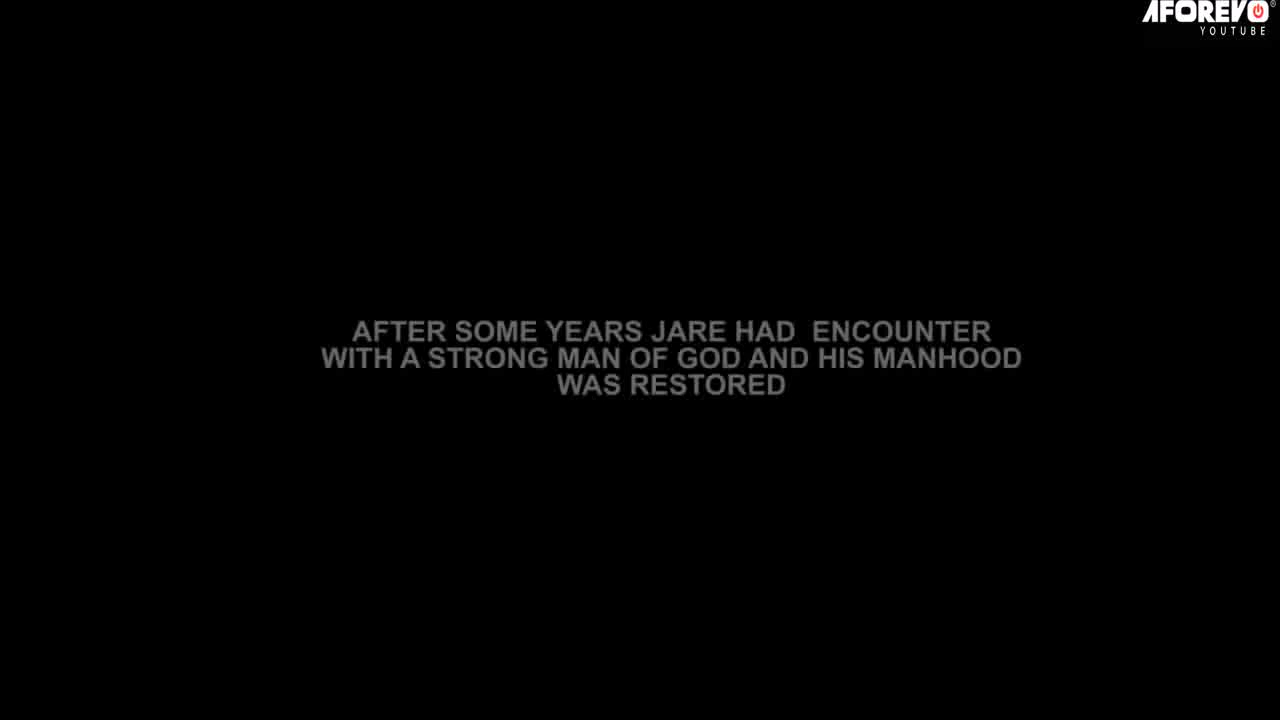 AFOREVO
YOUTUBE
AFTER SOME YEARS JARE HAD  ENCOUNTER
WITH A STRONG MAN OF GOD AND HIS MANHOOD
WAS RESTORED